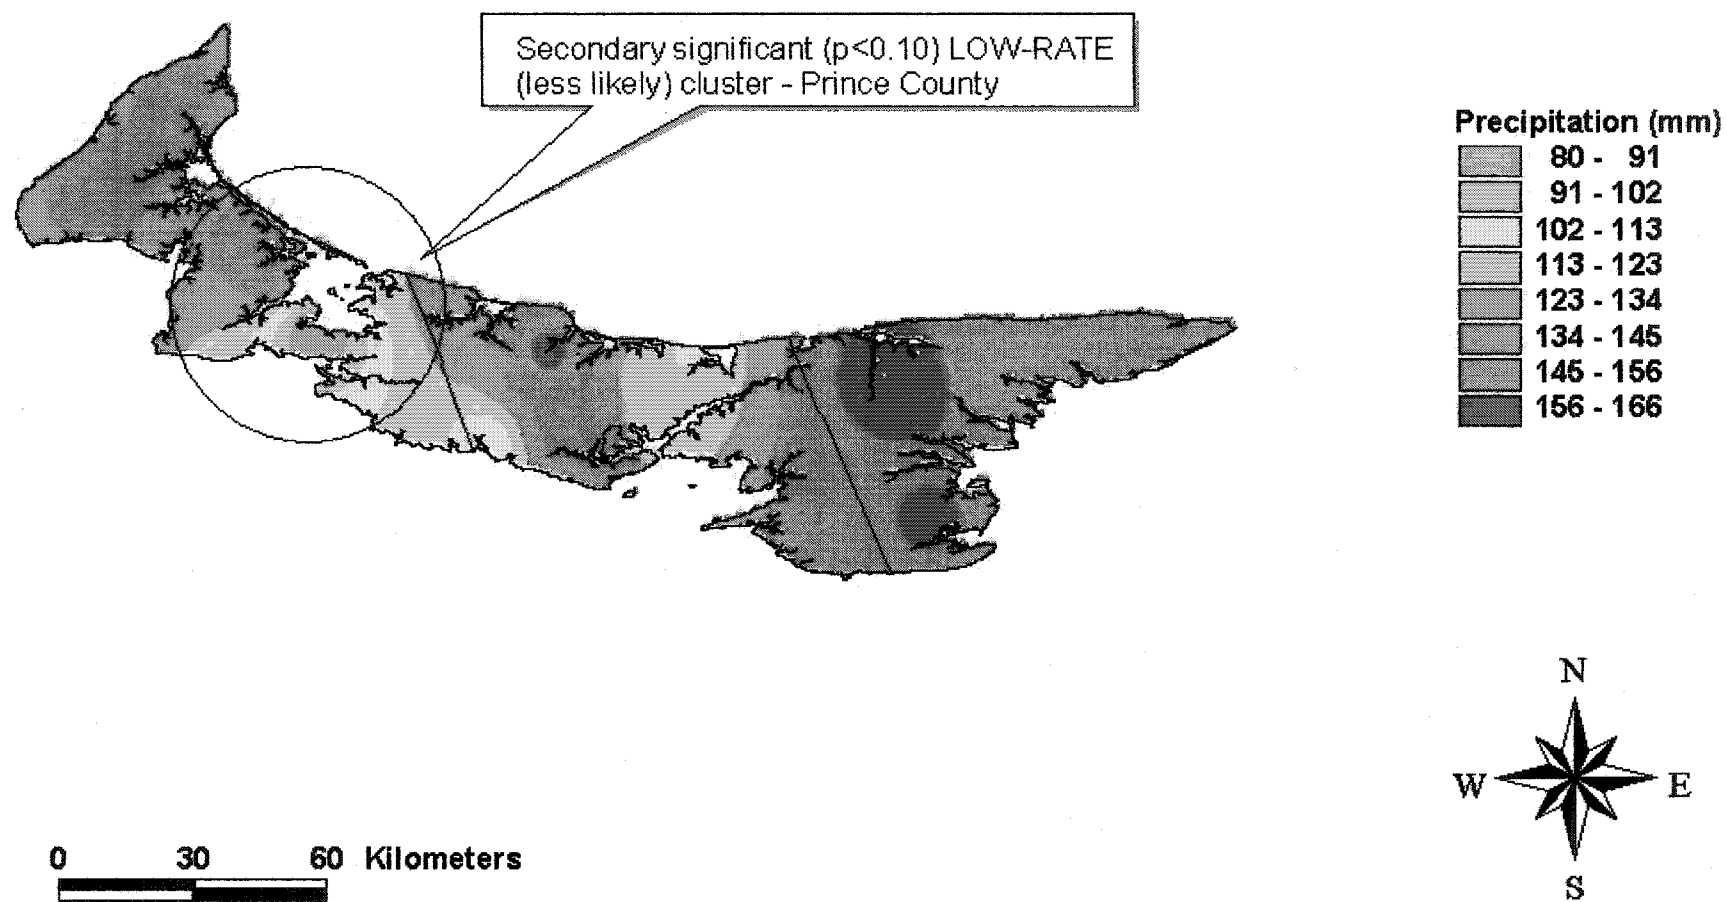 Secondary significant (p<0.10) LOW-RATE
(less likely) cluster - Prince County
Precipitation (mm)
80 - 91
91 - 102
102 - 113
113 - 123
123 - 134
134 - 145
145 - 156
156 - 166
N
W E
S
0 30 60 Kilometers